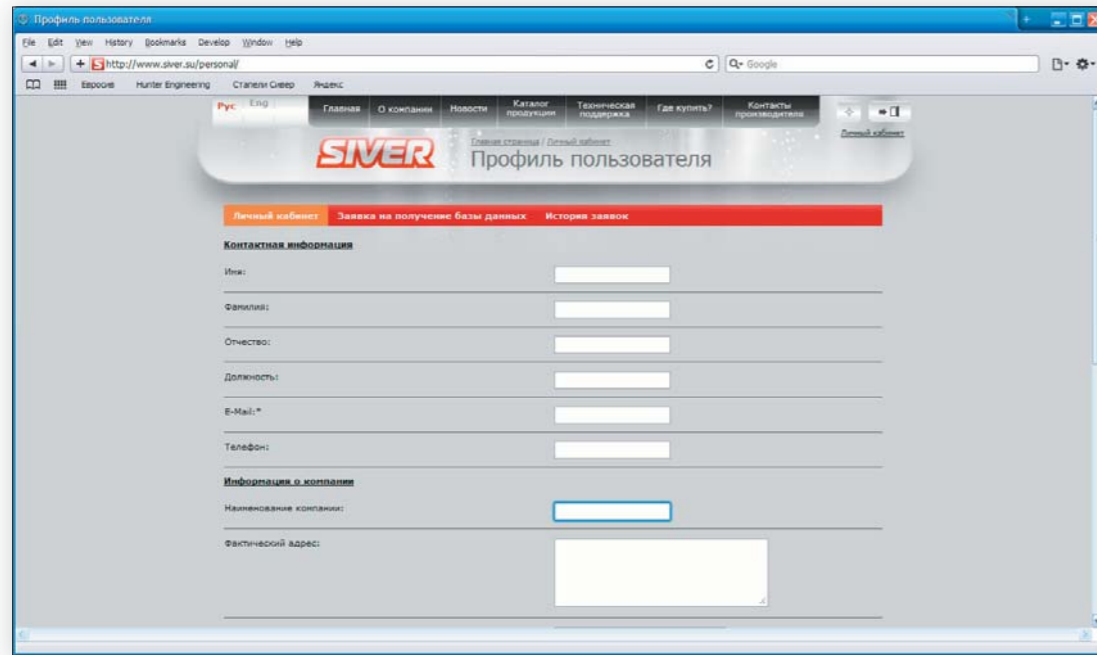 Профиль пользователя
File Edit View History Bookmarks Develop Window Help
http://www.siver.su/personal/
Google
Евросив Hunter Engineering Стапели Сивер Яндекс
Рус Eng
Главная О компании Новости Каталог продукции Техническая поддержка Где купить? Контакты производителя
Личный кабинет
SIVER
Главная страница / Личный кабинет
Профиль пользователя
Личный кабинет Заявка на получение базы данных История заявок
Контактная информация
Имя:
Фамилия:
Отчество:
Должность:
E-Mail:*
Телефон:
Информация о компании
Наименование компании:
Фактический адрес: